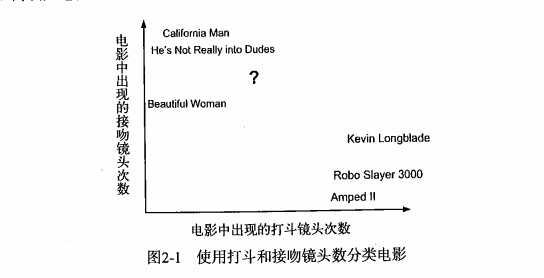 California Man
He's Not Really into Dudes
?
Beautiful Woman
Kevin Longblade
Robo Slayer 3000
Amped II
电影中出现的接吻镜头次数
电影中出现的打斗镜头次数
图2-1 使用打斗和接吻镜头数分类电影